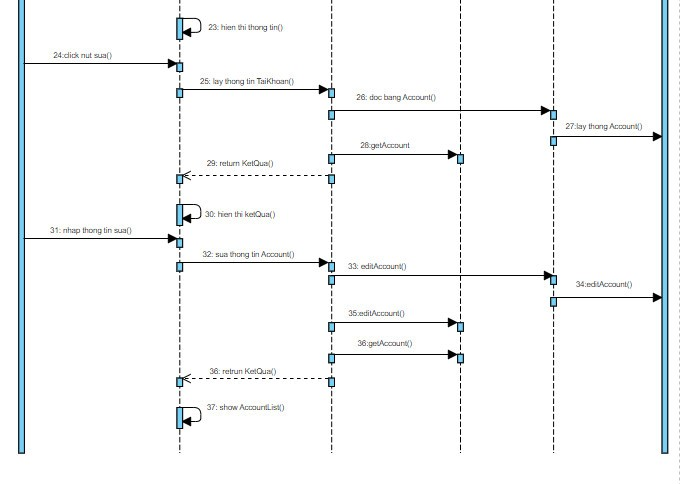 23: hien thi thong tin()
24:click nut sua()
25: lay thong tin TaiKhoan()
26: doc bang Account()
27:lay thong Account()
28:getAccount
29: return KetQua()
30: hien thi ketQua()
31: nhap thong tin sua()
32: sua thong tin Account()
33: editAccount()
34:editAccount()
35:editAccount()
36:getAccount()
36: retrun KetQua()
37: show AccountList()